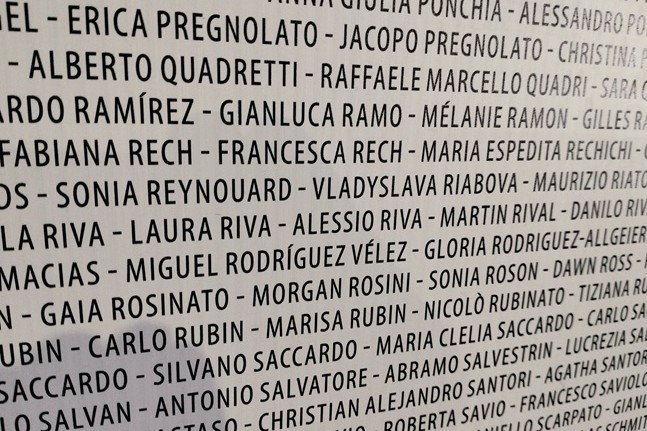 GIULIA PONCHIA - ALESSANDRO
- ERICA PREGNOLATO - JACOPO PREGNOLATO - CHRISTINA
- ALBERTO QUADRETTI - RAFFAELE MARCELLO QUADRI - SARA
RAMÍREZ - GIANLUCA RAMO - MÉLANIE RAMON - GILLES
FABIANA RECH - FRANCESCA RECH - MARIA ESPEDITA RECHICHI -
- SONIA REYNOUARD - VLADYSLAVA RIABOVA - MAURIZIO
LA RIVA - LAURA RIVA - ALESSIO RIVA - MARTIN RIVAL - DANILO
MACIAS - MIGUEL RODRÍGUEZ VÉLEZ - GLORIA RODRIGUEZ-ALLGEIER
- GAIA ROSINATO - MORGAN ROSINI - SONIA ROSON - DAWN ROSS -
UBIN - CARLO RUBIN - MARISA RUBIN - NICOLÒ RUBINATO - TIZIANA
SACCARDO - SILVANO SACCARDO - MARIA CLELIA SACCARDO - CARLO
LO SALVAN - ANTONIO SALVATORE - ABRAMO SALVESTRIN - LUCREZIA
- CHRISTIAN ALEJANDRO SANTORI - AGATHA
- ROBERTA SAVIO - FRANCESCO
SCARPATO -